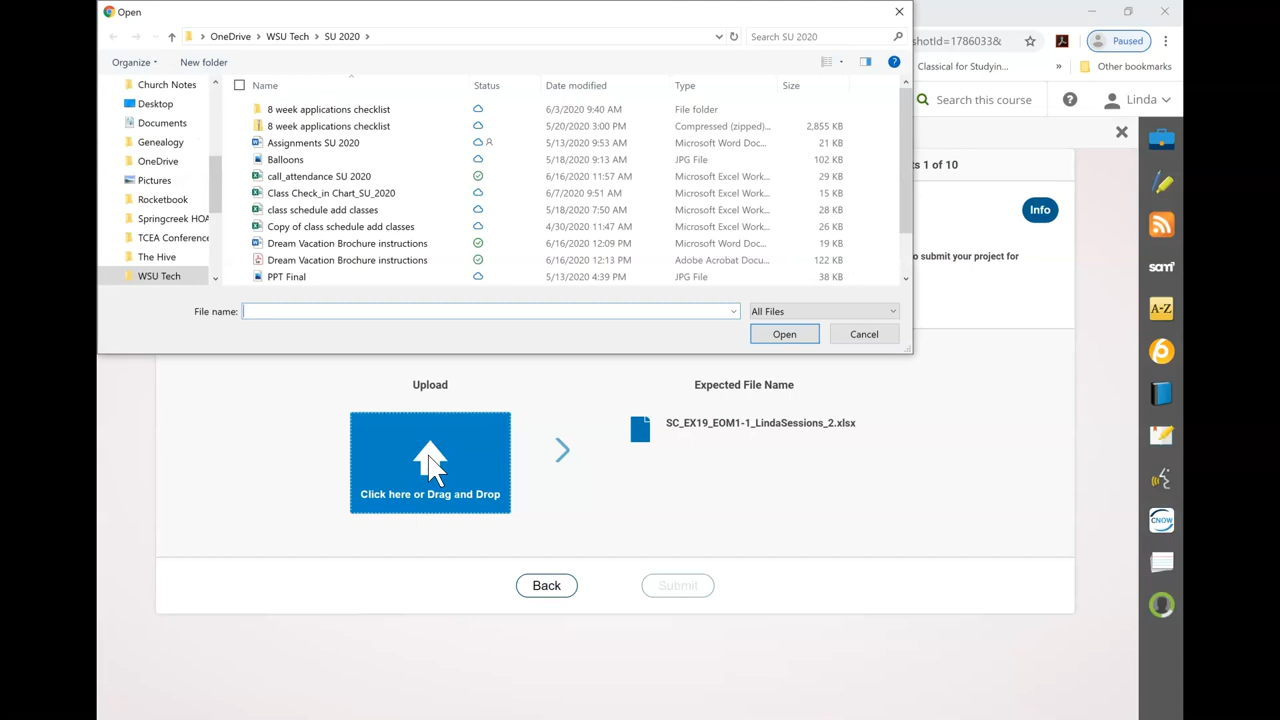 Open
OneDrive > WSU Tech > SU 2020 >
Search SU 2020
shotId=1786033&
Paused
Classical for Studyin...
»
Other bookmarks
Organize
New folder
Search this course
Linda
Name Status Date modified Type Size
Church Notes
Desktop
Documents
Genealogy
OneDrive
Pictures
Rocketbook
Springcreek HOA
TCEA Conference
The Hive
WSU Tech
8 week applications checklist 6/3/2020 9:40 AM File folder
8 week applications checklist 5/20/2020 3:00 PM Compressed (zipped)... 2,855 KB
Assignments SU 2020 5/13/2020 9:53 AM Microsoft Word Doc... 21 KB
Balloons 5/18/2020 9:13 AM JPG File 102 KB
call_attendance SU 2020 6/16/2020 11:57 AM Microsoft Excel Work... 29 KB
Class Check_in Chart_SU_2020 6/7/2020 9:51 AM Microsoft Excel Work... 15 KB
class schedule add classes 5/18/2020 7:50 AM Microsoft Excel Work... 28 KB
Copy of class schedule add classes 4/30/2020 11:47 AM Microsoft Excel Work... 26 KB
Dream Vacation Brochure instructions 6/16/2020 12:09 PM Microsoft Word Doc... 19 KB
Dream Vacation Brochure instructions 6/16/2020 12:13 PM Adobe Acrobat Docu... 122 KB
PPT Final 5/13/2020 4:39 PM JPG File 38 KB
File name:
All Files
Open
Cancel
s 1 of 10
Info
o submit your project for
Upload
Expected File Name
SC_EX19_EOM1-1_LindaSessions_2.xlsx
Click here or Drag and Drop
Back
Submit
sam
A-Z
CNOW